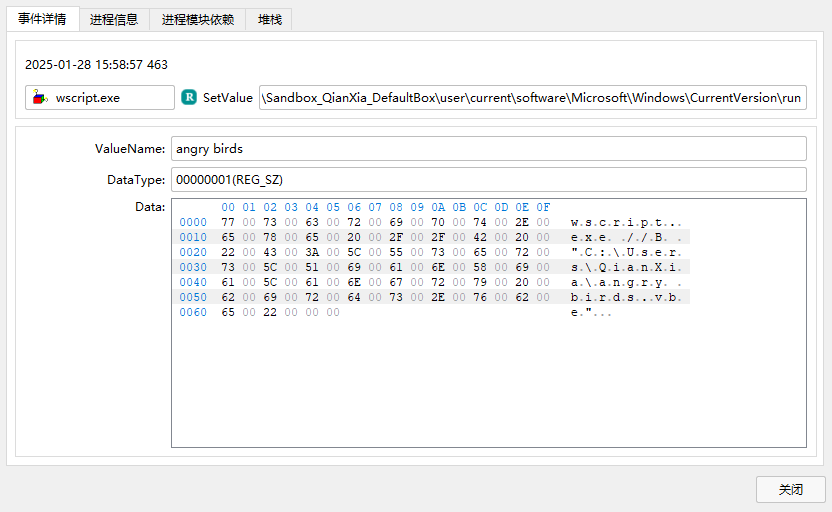 事件详情 进程信息 进程模块依赖 堆栈
2025-01-28 15:58:57 463
wscript.exe R SetValue \Sandbox_QianXia_DefaultBox\user\current\software\Microsoft\Windows\CurrentVersion\run
ValueName: angry birds
DataType: 00000001(REG_SZ)
Data: 00 01 02 03 04 05 06 07 08 09 0A 0B 0C 0D 0E 0F
0000 77 00 73 00 63 00 72 00 69 00 70 00 74 00 2E 00 w.s.c.r.i.p.t...
0010 65 00 78 00 65 00 20 00 2F 00 2F 00 42 00 20 00 e.x.e. ././.B. .
0020 22 00 43 00 3A 00 5C 00 55 00 73 00 65 00 72 00 ".C.:.\.U.s.e.r.
0030 73 00 5C 00 51 00 69 00 61 00 6E 00 58 00 69 00 s.\.Q.i.a.n.X.i.
0040 61 00 5C 00 61 00 6E 00 67 00 72 00 79 00 20 00 a.\.a.n.g.r.y. .
0050 62 00 69 00 72 00 64 00 73 00 2E 00 76 00 62 00 b.i.r.d.s...v.b.
0060 65 00 22 00 00 00 e."...
关闭